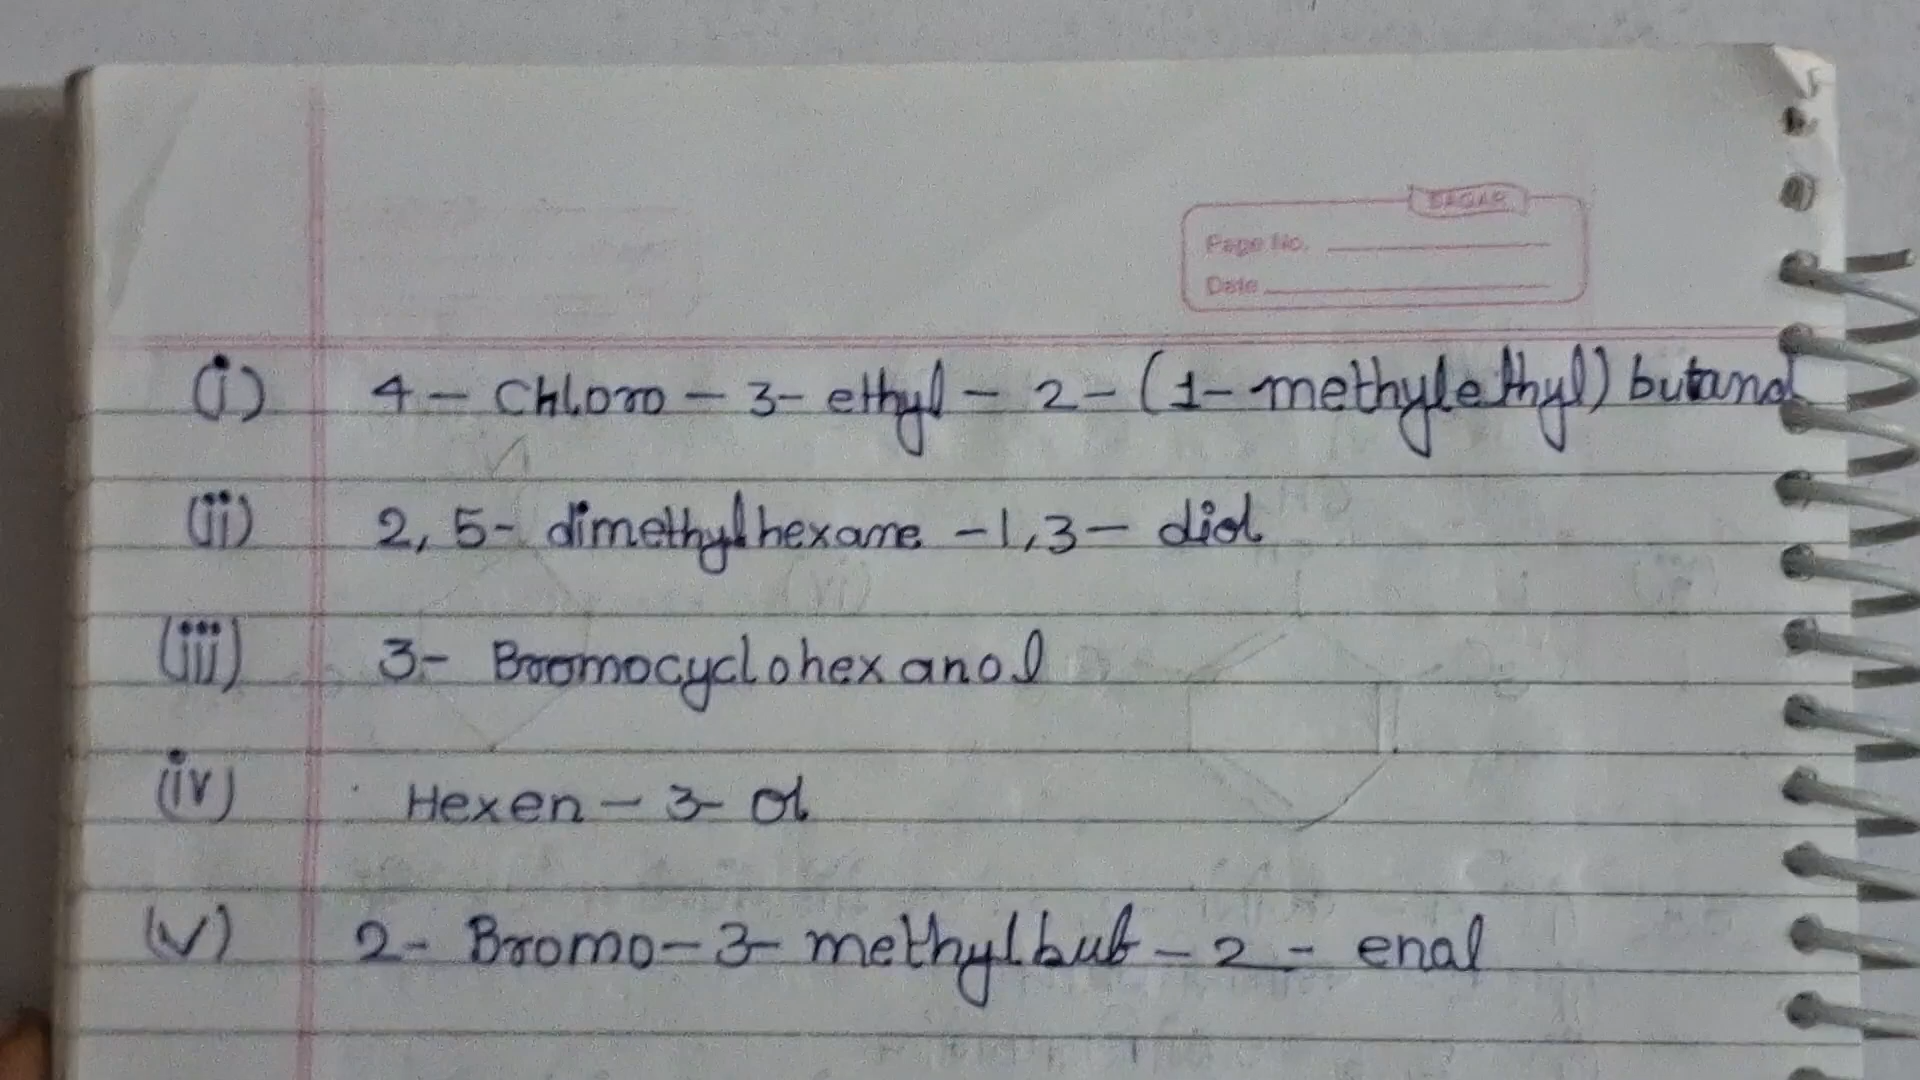 SAGAR
Page No.
Date
(i) 4 - Chloro - 3 - ethyl - 2 - (1 - methylethyl) butanol
(ii) 2, 5 - dimethylhexane - 1, 3 - diol
(iii) 3 - Bromocyclohexanol
(iv) Hexen - 3 - ol
(v) 2 - Bromo - 3 - methylbut - 2 - enal